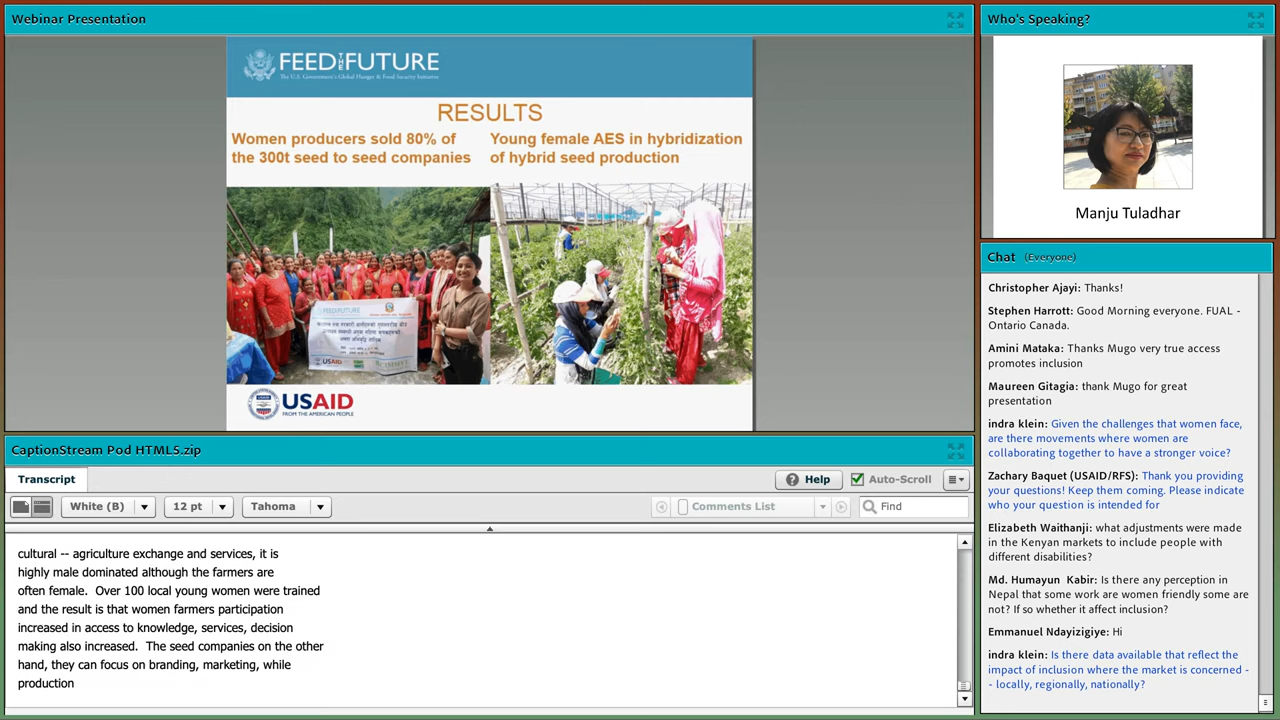 Webinar Presentation
FEED THE FUTURE
The U.S. Government's Global Hunger & Food Security Initiative
RESULTS
Women producers sold 80% of
the 300t seed to seed companies
Young female AES in hybridization
of hybrid seed production
FEED THE FUTURE
USAID
USAID
FROM THE AMERICAN PEOPLE
Who's Speaking?
Manju Tuladhar
Chat (Everyone)
Christopher Ajayi: Thanks!
Stephen Harrott: Good Morning everyone. FUAL -
Ontario Canada.
Amini Mataka: Thanks Mugo very true access
promotes inclusion
Maureen Gitagia: thank Mugo for great
presentation
indra klein: Given the challenges that women face,
are there movements where women are
collaborating together to have a stronger voice?
Zachary Baquet (USAID/RFS): Thank you providing
your questions! Keep them coming. Please indicate
who your question is intended for
Elizabeth Waithanji: what adjustments were made
in the Kenyan markets to include people with
different disabilities?
Md. Humayun Kabir: Is there any perception in
Nepal that some work are women friendly some are
not? If so whether it affect inclusion?
Emmanuel Ndayizigiye: Hi
indra klein: Is there data available that reflect the
impact of inclusion where the market is concerned -
- locally, regionally, nationally?
CaptionStream Pod HTML5.zip
Transcript
Help
Auto-Scroll
White (B)
12 pt
Tahoma
Comments List
Find
cultural -- agriculture exchange and services, it is
highly male dominated although the farmers are
often female. Over 100 local young women were trained
and the result is that women farmers participation
increased in access to knowledge, services, decision
making also increased. The seed companies on the other
hand, they can focus on branding, marketing, while
production